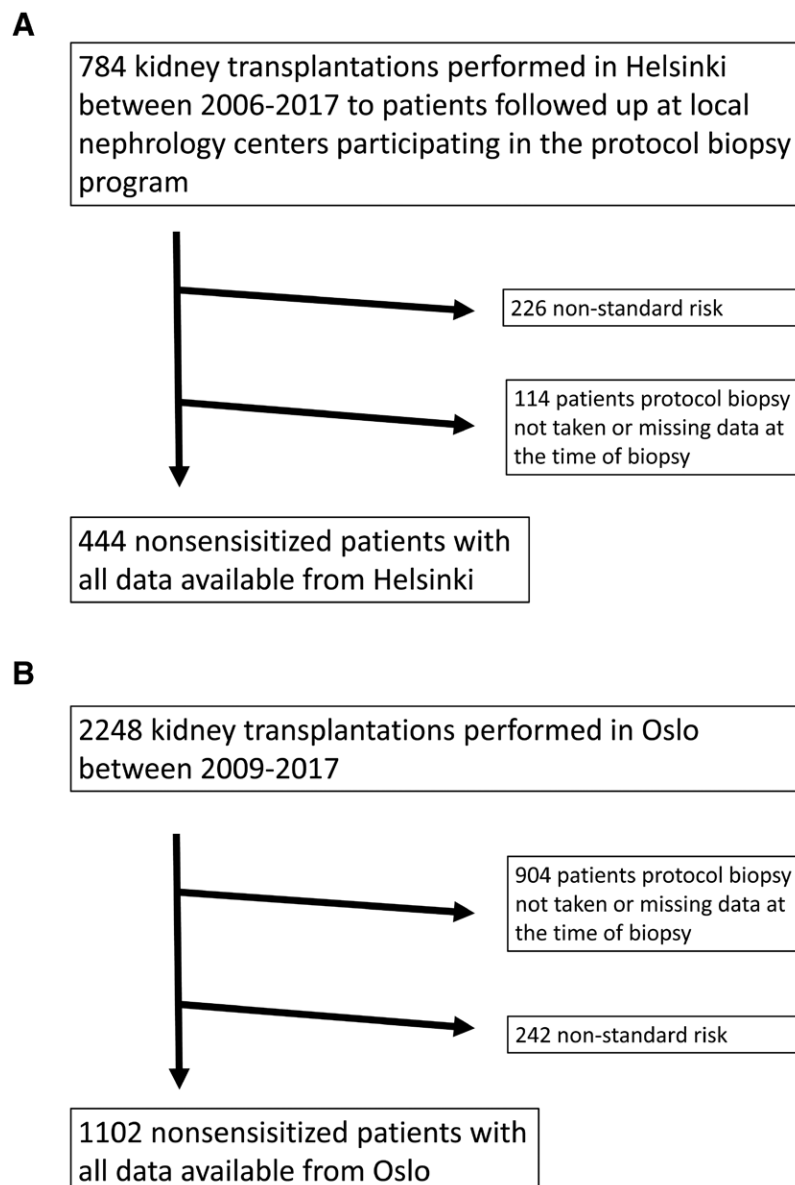 A
784 kidney transplantations performed in Helsinki
between 2006-2017 to patients followed up at local
nephrology centers participating in the protocol biopsy
program
226 non-standard risk
114 patients protocol biopsy
not taken or missing data at
the time of biopsy
444 nonsensisitized patients with
all data available from Helsinki
B
2248 kidney transplantations performed in Oslo
between 2009-2017
904 patients protocol biopsy
not taken or missing data at
the time of biopsy
242 non-standard risk
1102 nonsensisitized patients with
all data available from Oslo